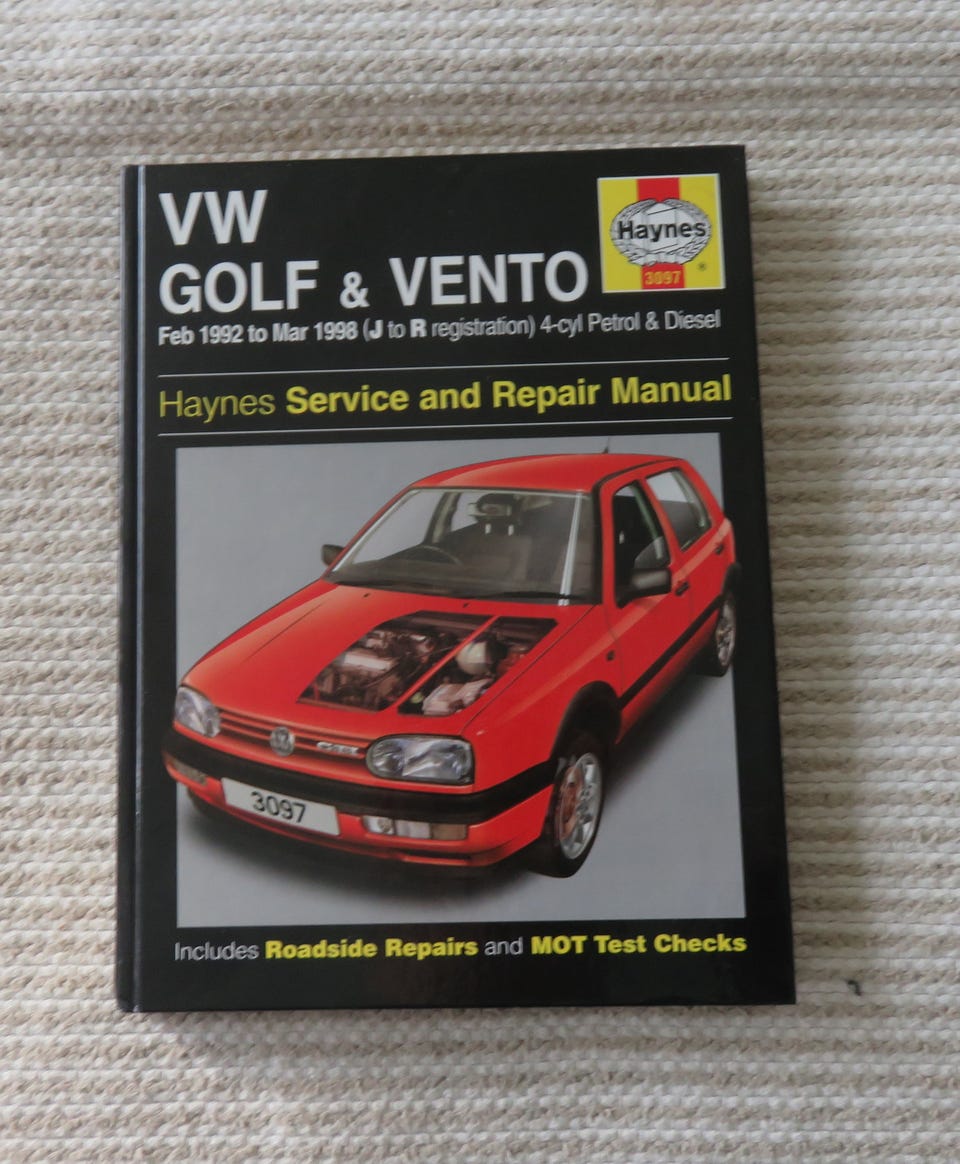 VW
GOLF & VENTO
Haynes
3097
Feb 1992 to Mar 1998 (J to R registration) 4-cyl Petrol & Diesel
Haynes Service and Repair Manual
3097
Includes Roadside Repairs and MOT Test Checks